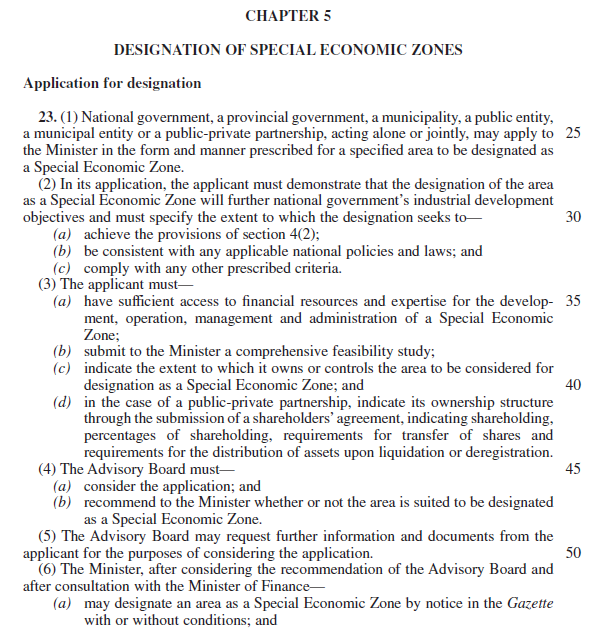 CHAPTER 5
DESIGNATION OF SPECIAL ECONOMIC ZONES
Application for designation
23. (1) National government, a provincial government, a municipality, a public entity,
a municipal entity or a public-private partnership, acting alone or jointly, may apply to 25
the Minister in the form and manner prescribed for a specified area to be designated as
a Special Economic Zone.
(2) In its application, the applicant must demonstrate that the designation of the area
as a Special Economic Zone will further national government's industrial development
objectives and must specify the extent to which the designation seeks to— 30
(a) achieve the provisions of section 4(2);
(b) be consistent with any applicable national policies and laws; and
(c) comply with any other prescribed criteria.
(3) The applicant must—
(a) have sufficient access to financial resources and expertise for the develop- 35
ment, operation, management and administration of a Special Economic
Zone;
(b) submit to the Minister a comprehensive feasibility study;
(c) indicate the extent to which it owns or controls the area to be considered for
designation as a Special Economic Zone; and 40
(d) in the case of a public-private partnership, indicate its ownership structure
through the submission of a shareholders' agreement, indicating shareholding,
percentages of shareholding, requirements for transfer of shares and
requirements for the distribution of assets upon liquidation or deregistration.
(4) The Advisory Board must— 45
(a) consider the application; and
(b) recommend to the Minister whether or not the area is suited to be designated
as a Special Economic Zone.
(5) The Advisory Board may request further information and documents from the
applicant for the purposes of considering the application. 50
(6) The Minister, after considering the recommendation of the Advisory Board and
after consultation with the Minister of Finance—
(a) may designate an area as a Special Economic Zone by notice in the Gazette
with or without conditions; and